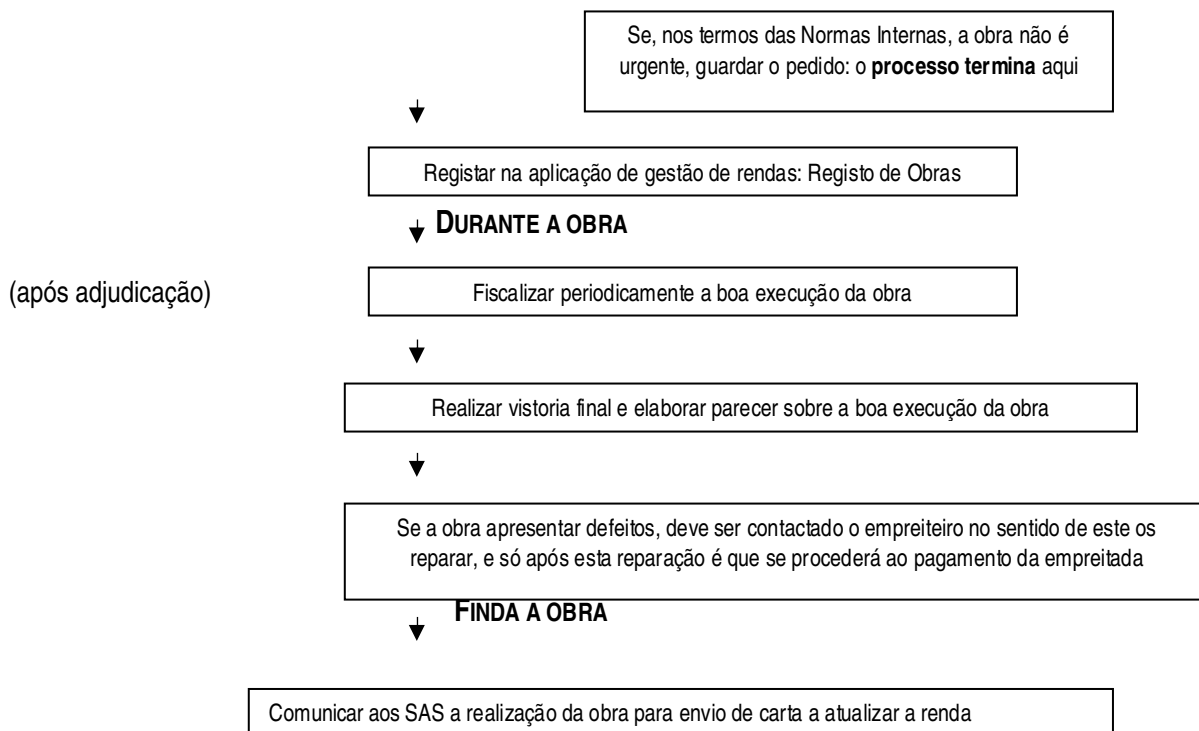 Se, nos termos das Normas Internas, a obra não é
urgente, guardar o pedido: o processo termina aqui
Registar na aplicação de gestão de rendas: Registo de Obras
DURANTE A OBRA
(após adjudicação)
Fiscalizar periodicamente a boa execução da obra
Realizar vistoria final e elaborar parecer sobre a boa execução da obra
Se a obra apresentar defeitos, deve ser contactado o empreiteiro no sentido de este os
reparar, e só após esta reparação é que se procederá ao pagamento da empreitada
FINDA A OBRA
Comunicar aos SAS a realização da obra para envio de carta a atualizar a renda